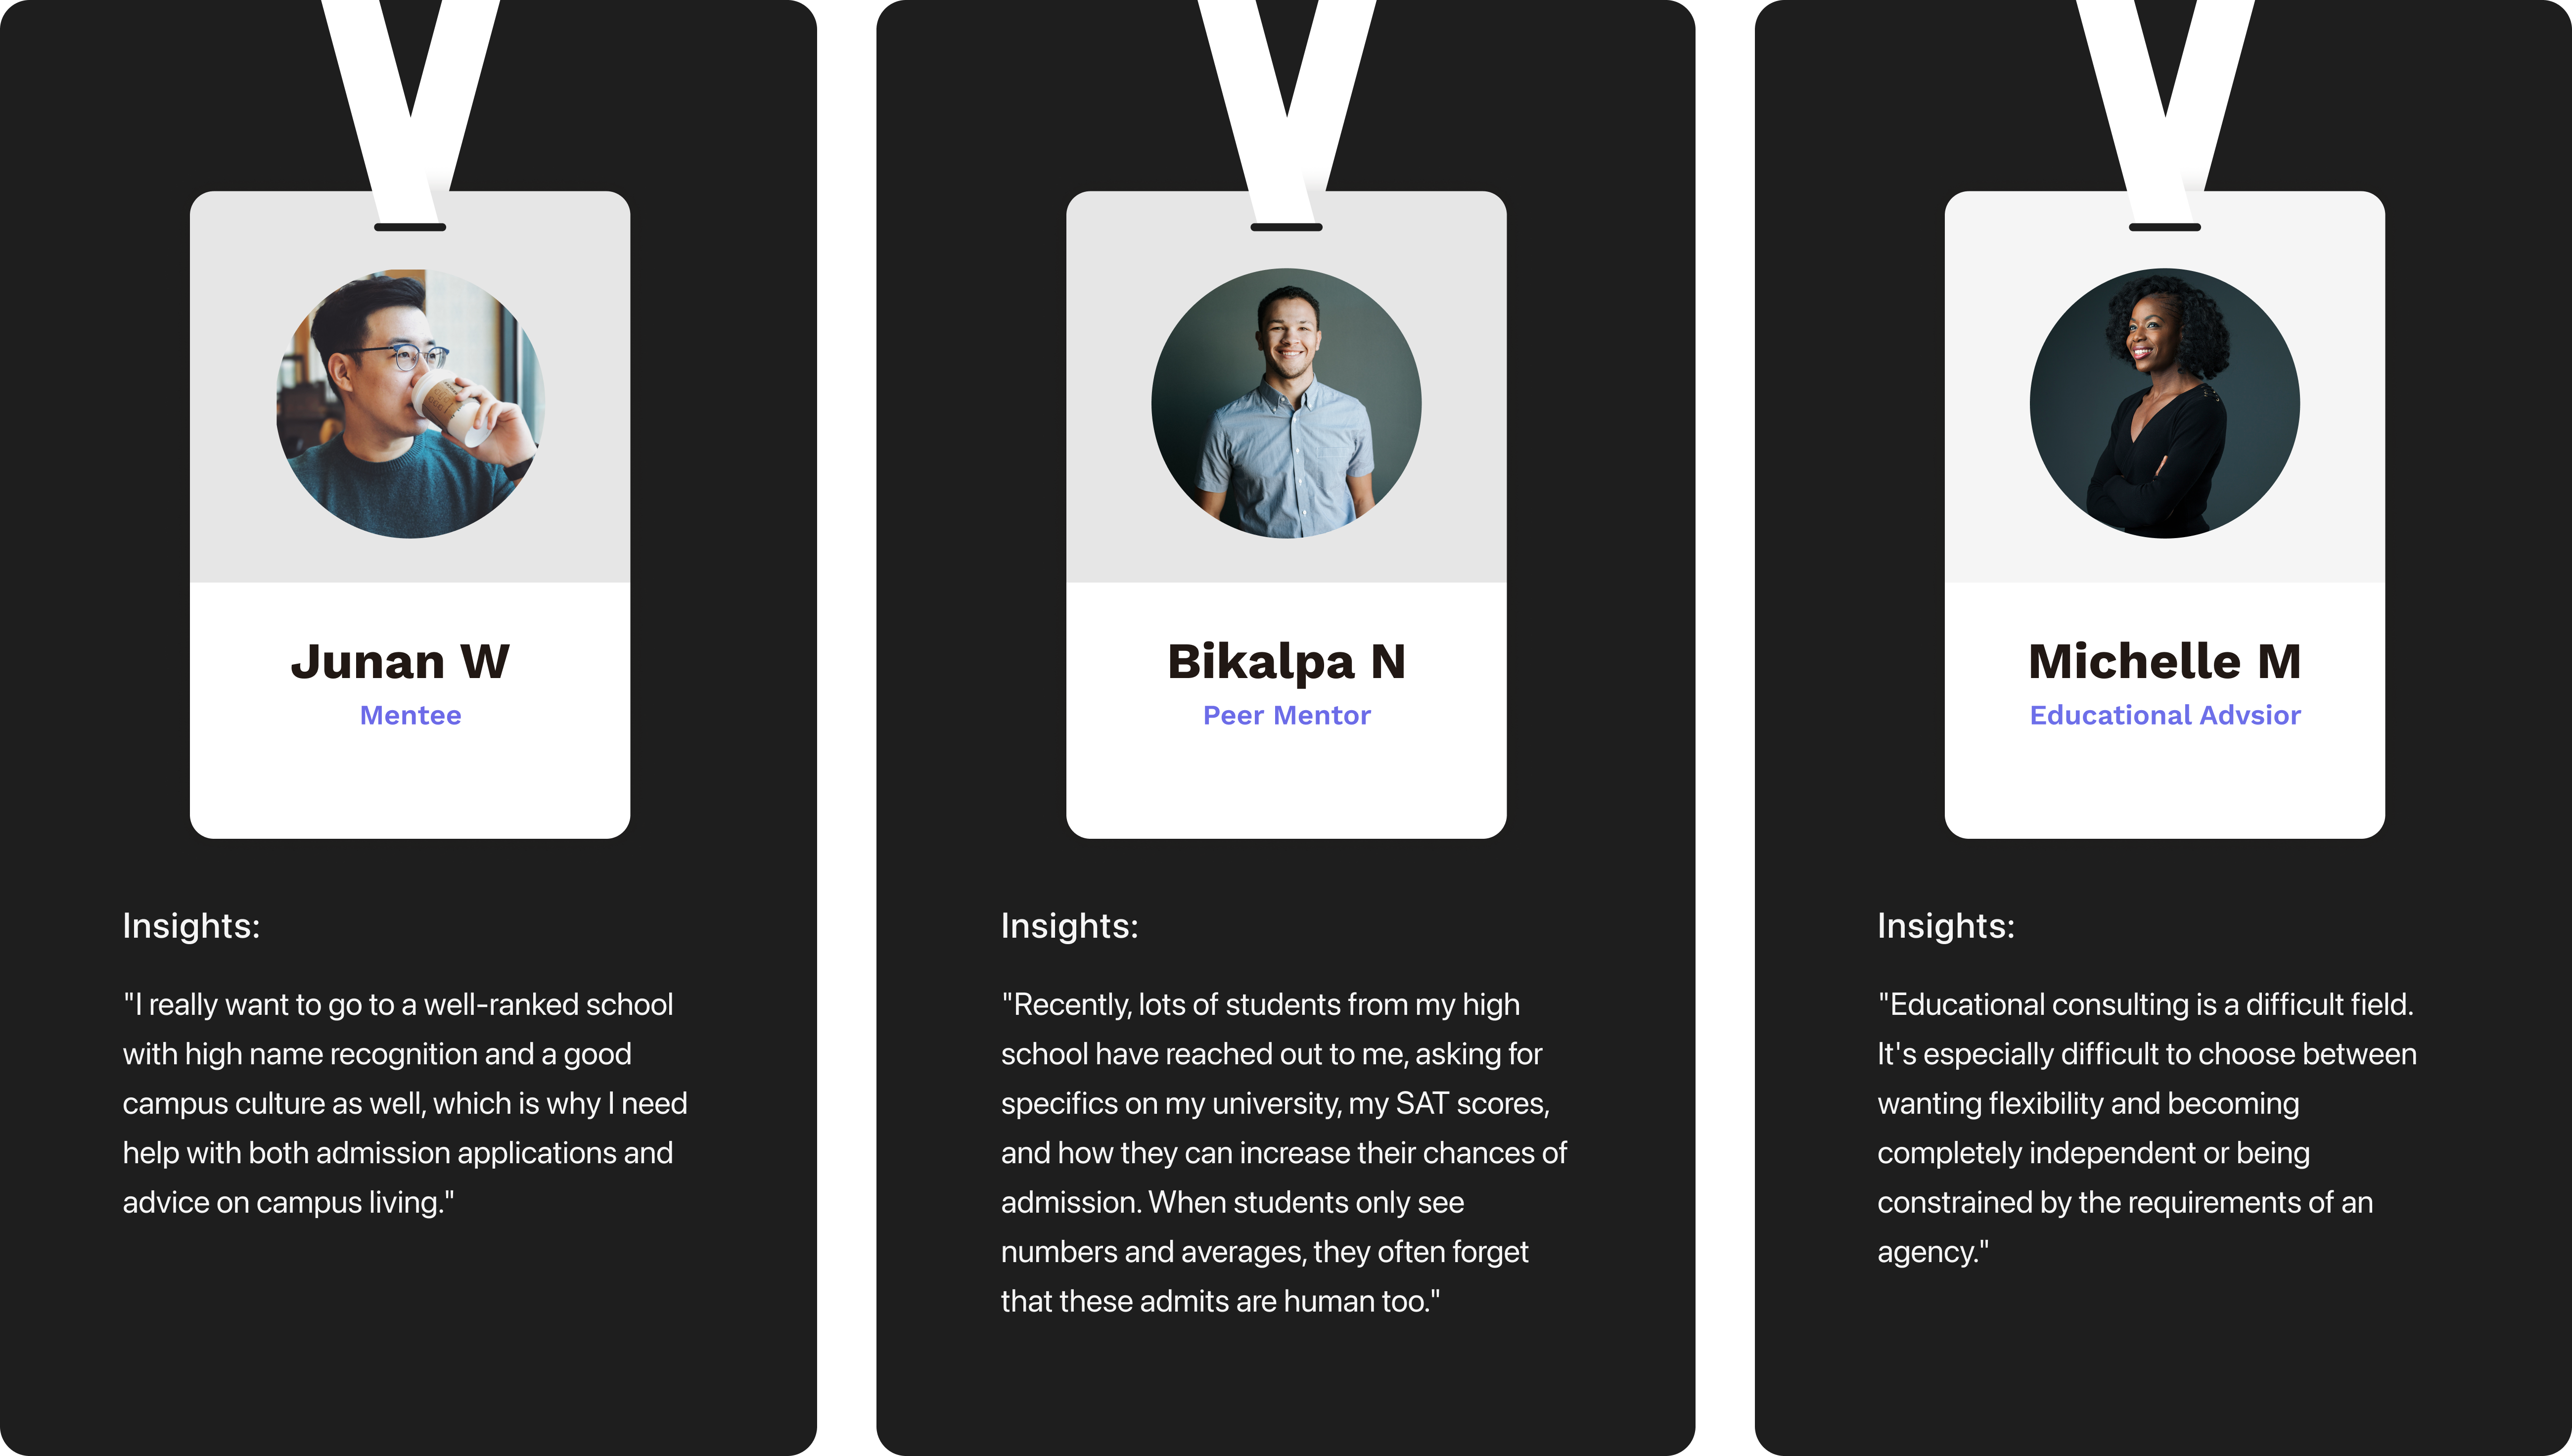 Junan W
Mentee
Insights:
"I really want to go to a well-ranked school
with high name recognition and a good
campus culture as well, which is why I need
help with both admission applications and
advice on campus living."
Bikalpa N
Peer Mentor
Insights:
"Recently, lots of students from my high
school have reached out to me, asking for
specifics on my university, my SAT scores,
and how they can increase their chances of
admission. When students only see
numbers and averages, they often forget
that these admits are human too."
Michelle M
Educational Advsior
Insights:
"Educational consulting is a difficult field.
It's especially difficult to choose between
wanting flexibility and becoming
completely independent or being
constrained by the requirements of an
agency."